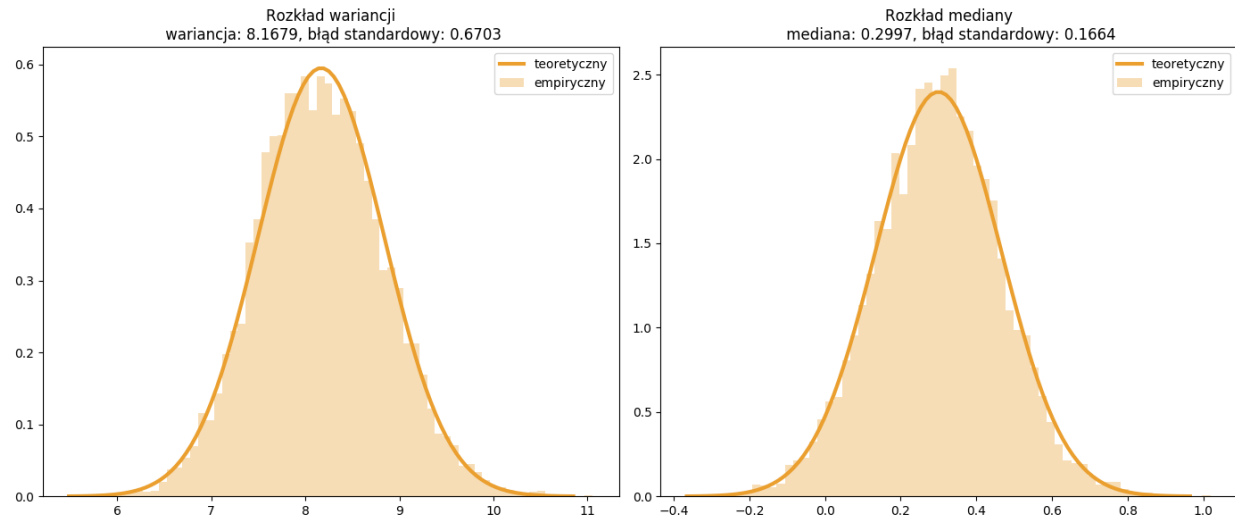 Rozkład wariancji
wariancja: 8.1679, błąd standardowy: 0.6703
teoretyczny
empiryczny
0.6
0.5
0.4
0.3
0.2
0.1
0.0
6 7 8 9 10 11
Rozkład mediany
mediana: 0.2997, błąd standardowy: 0.1664
teoretyczny
empiryczny
2.5
2.0
1.5
1.0
0.5
0.0
−0.4 −0.2 0.0 0.2 0.4 0.6 0.8 1.0